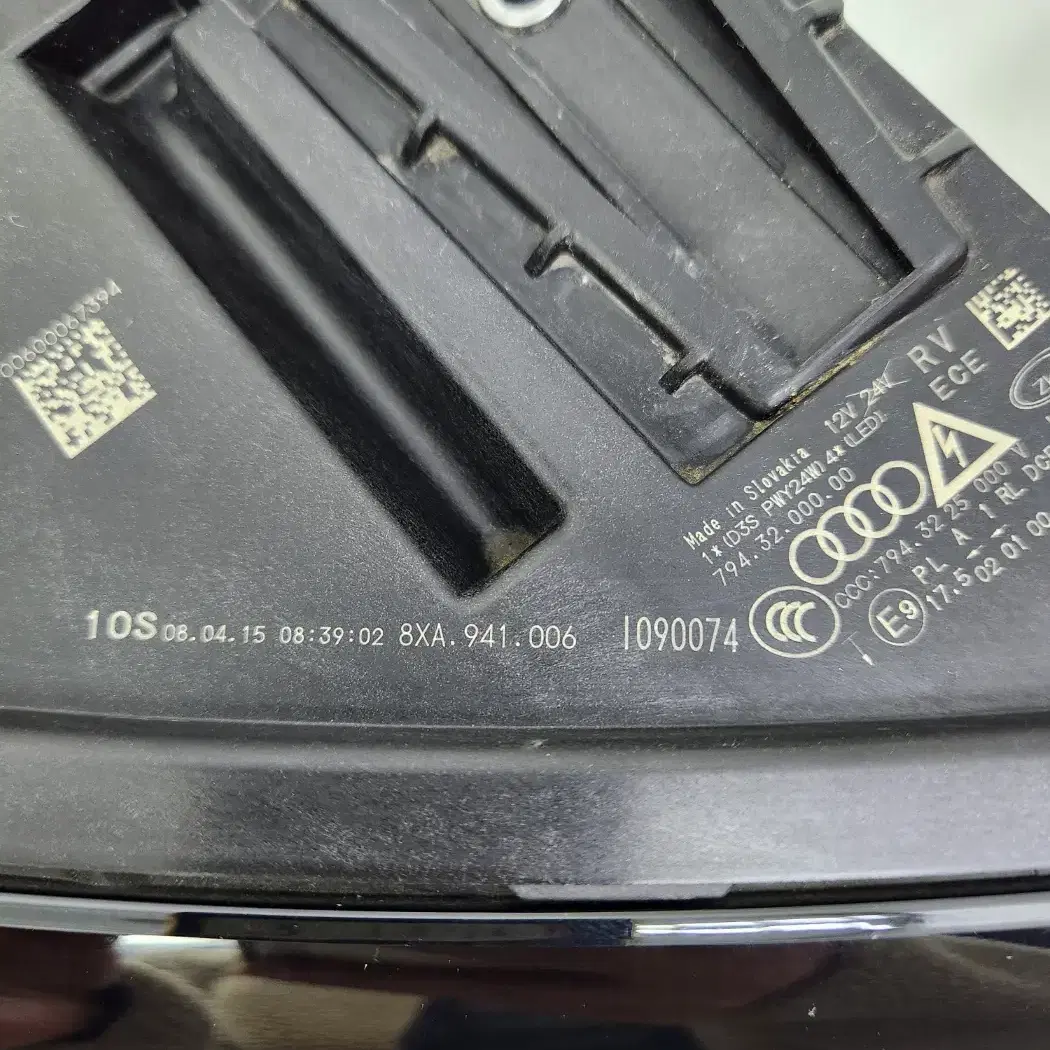 00600067394
RV
ECE
Made in Slovakia 12V 24V
1*(D3S PWY24W) 4*(LED)
794.32.000.00
25 000 V
CCC:794.32
PL A 1 RL
E9
17.5 02 01 00
CCC
10S 08.04.15 08:39:02 8XA.941.006 I090074